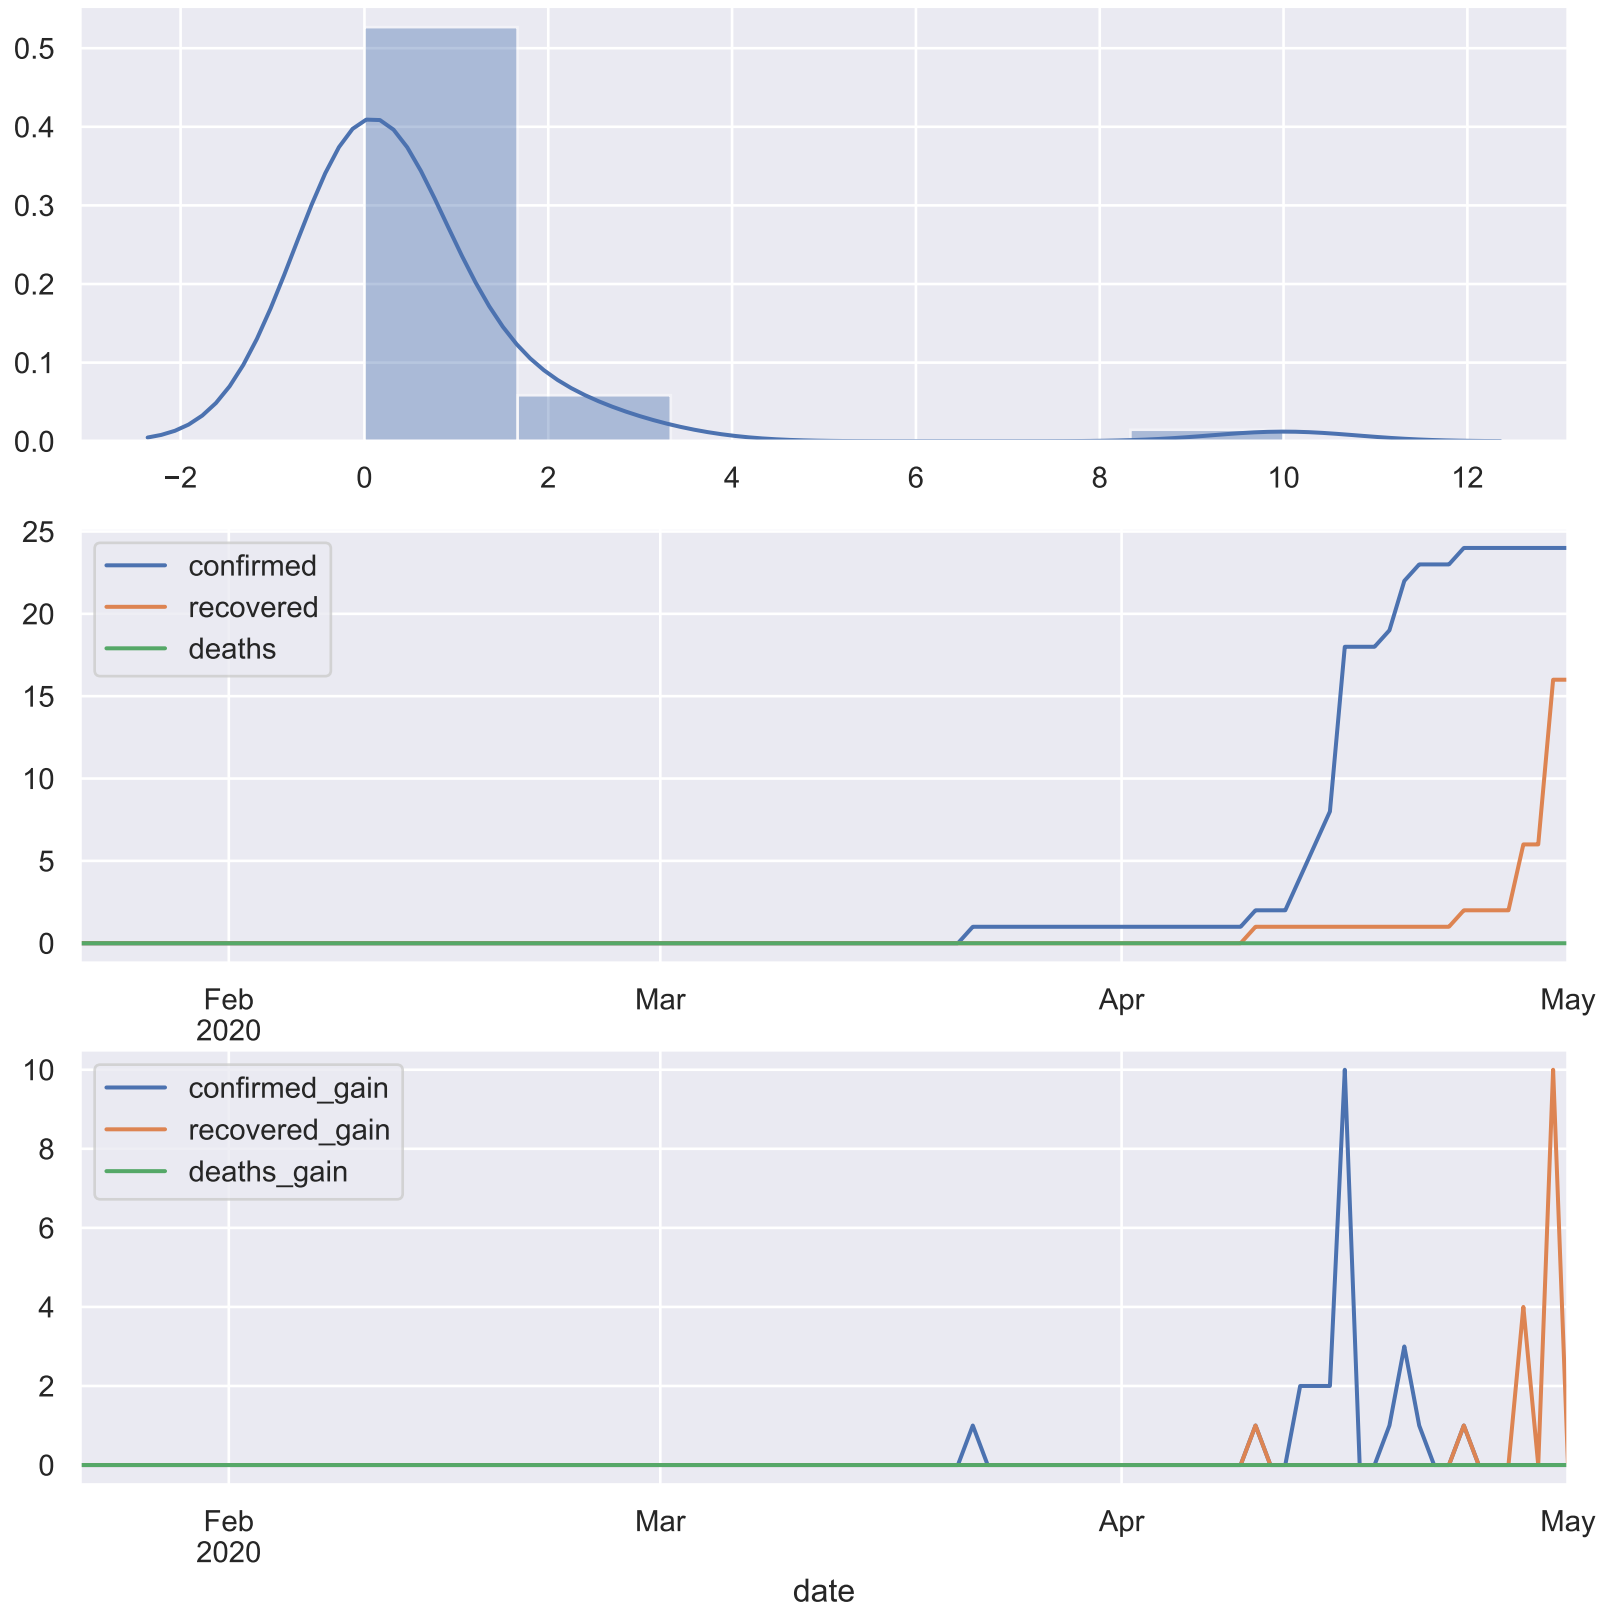 0.5
0.4
0.3
0.2
0.1
0.0
−2 0 2 4 6 8 10 12
25
20
15
10
5
0
confirmed
recovered
deaths
Feb Mar Apr May
2020
10
8
6
4
2
0
confirmed_gain
recovered_gain
deaths_gain
Feb Mar Apr May
2020
date